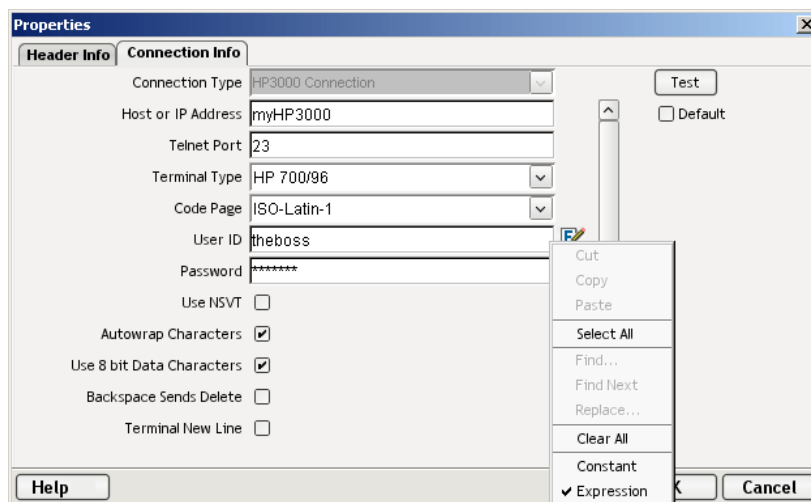 Properties
Header Info Connection Info
Connection Type HP3000 Connection Test
Host or IP Address myHP3000 Default
Telnet Port 23
Terminal Type HP 700/96
Code Page ISO-Latin-1
User ID theboss
Password *******
Use NSVT
Autowrap Characters
Use 8 bit Data Characters
Backspace Sends Delete
Terminal New Line
Cut
Copy
Paste
Select All
Find...
Find Next
Replace...
Clear All
Constant
Expression
Help Cancel